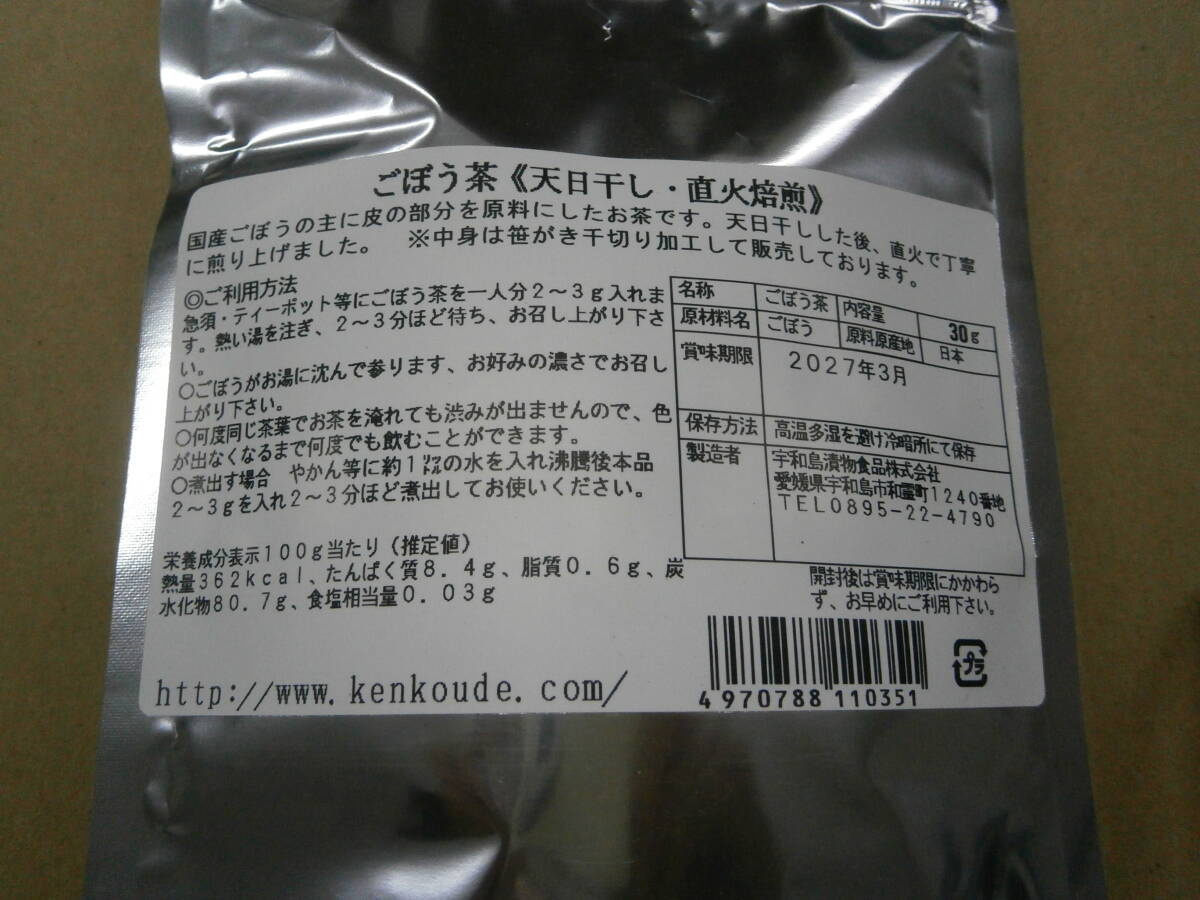 ごぼう茶《天日干し・直火焙煎》
国産ごぼうの主に皮の部分を原料にしたお茶です。天日干しした後、直火で丁寧
に煎り上げました。　※中身は笹がき千切り加工して販売しております。
◎ご利用方法
急須・ティーポット等にごぼう茶を一人分２～３ｇ入れま
す。熱い湯を注ぎ、２～３分ほど待ち、お召し上がり下さ
い。
○ごぼうがお湯に沈んで参ります、お好みの濃さでお召し
上がり下さい。
○何度同じ茶葉でお茶を淹れても渋みが出ませんので、色
が出なくなるまで何度でも飲むことができます。
○煮出す場合　やかん等に約１㍑の水を入れ沸騰後本品
２～３ｇを入れ２～３分ほど煮出してお使いください。
栄養成分表示１００ｇ当たり（推定値）
熱量３６２ｋｃａｌ、たんぱく質８．４ｇ、脂質０．６ｇ、炭
水化物８０．７ｇ、食塩相当量０．０３ｇ
http://www.kenkoude.com/
名称 ごぼう茶 内容量 30g
原材料名 ごぼう 原料原産地 日本
賞味期限 ２０２７年３月
保存方法 高温多湿を避け冷暗所にて保存
製造者 宇和島漬物食品株式会社
愛媛県宇和島市和霊町１２４０番地
ＴＥＬ０８９５－２２－４７９０
開封後は賞味期限にかかわら
ず、お早めにご利用下さい。
4 970788 110351
プラ